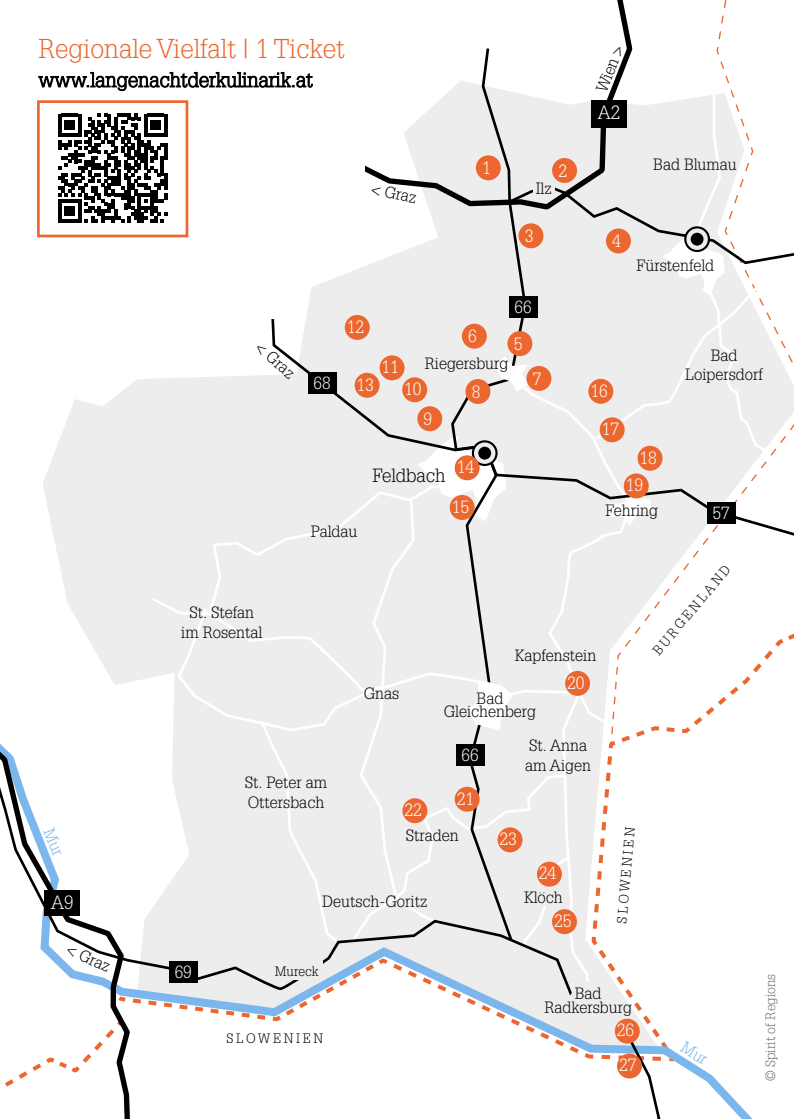 Regionale Vielfalt | 1 Ticket
www.langenachtderkulinarik.at
Wien >
A2
1
2
Bad Blumau
< Graz
Ilz
3
4
Fürstenfeld
66
12
6
5
< Graz
Riegersburg
11
Bad
Loipersdorf
68
13
10
8
7
16
9
17
14
18
Feldbach
19
15
Fehring
57
Paldau
BURGENLAND
St. Stefan
im Rosental
Kapfenstein
20
Gnas
Bad
Gleichenberg
66
St. Anna
am Aigen
St. Peter am
Ottersbach
21
22
Straden
23
Mur
SLOWENIEN
24
Klöch
A9
Deutsch-Goritz
25
< Graz
69
Mureck
Bad
Radkersburg
SLOWENIEN
26
Mur
27
© Spirit of Regions